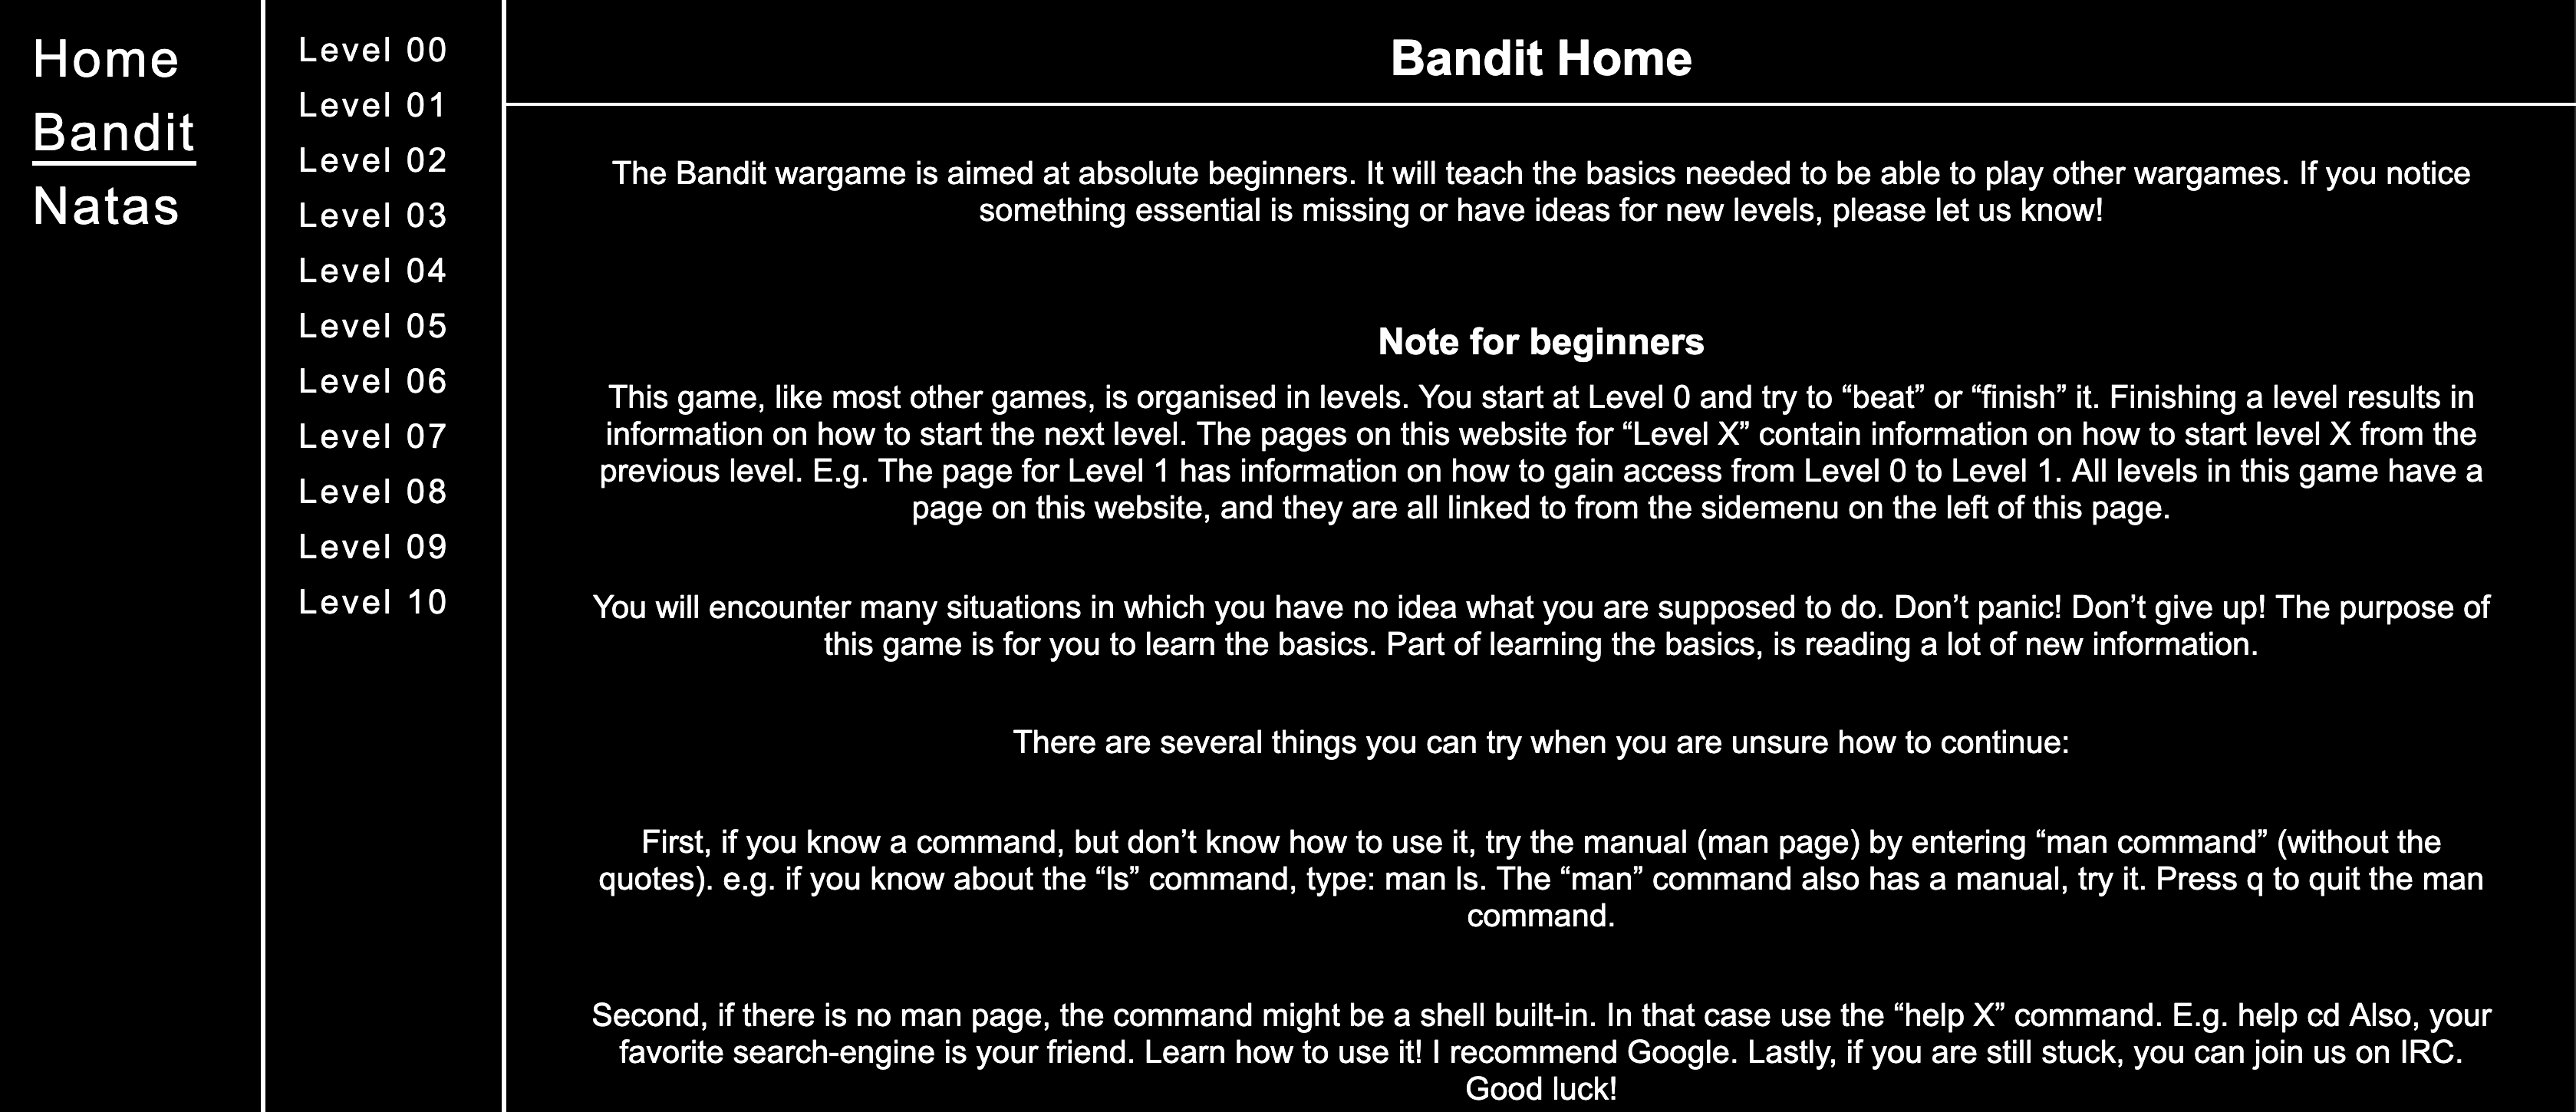 Home
Bandit
Natas
Level 00
Level 01
Level 02
Level 03
Level 04
Level 05
Level 06
Level 07
Level 08
Level 09
Level 10
Bandit Home
The Bandit wargame is aimed at absolute beginners. It will teach the basics needed to be able to play other wargames. If you notice
something essential is missing or have ideas for new levels, please let us know!
Note for beginners
This game, like most other games, is organised in levels. You start at Level 0 and try to “beat” or “finish” it. Finishing a level results in
information on how to start the next level. The pages on this website for “Level X” contain information on how to start level X from the
previous level. E.g. The page for Level 1 has information on how to gain access from Level 0 to Level 1. All levels in this game have a
page on this website, and they are all linked to from the sidemenu on the left of this page.
You will encounter many situations in which you have no idea what you are supposed to do. Don’t panic! Don’t give up! The purpose of
this game is for you to learn the basics. Part of learning the basics, is reading a lot of new information.
There are several things you can try when you are unsure how to continue:
First, if you know a command, but don’t know how to use it, try the manual (man page) by entering “man command” (without the
quotes). e.g. if you know about the “ls” command, type: man ls. The “man” command also has a manual, try it. Press q to quit the man
command.
Second, if there is no man page, the command might be a shell built-in. In that case use the “help X” command. E.g. help cd Also, your
favorite search-engine is your friend. Learn how to use it! I recommend Google. Lastly, if you are still stuck, you can join us on IRC.
Good luck!